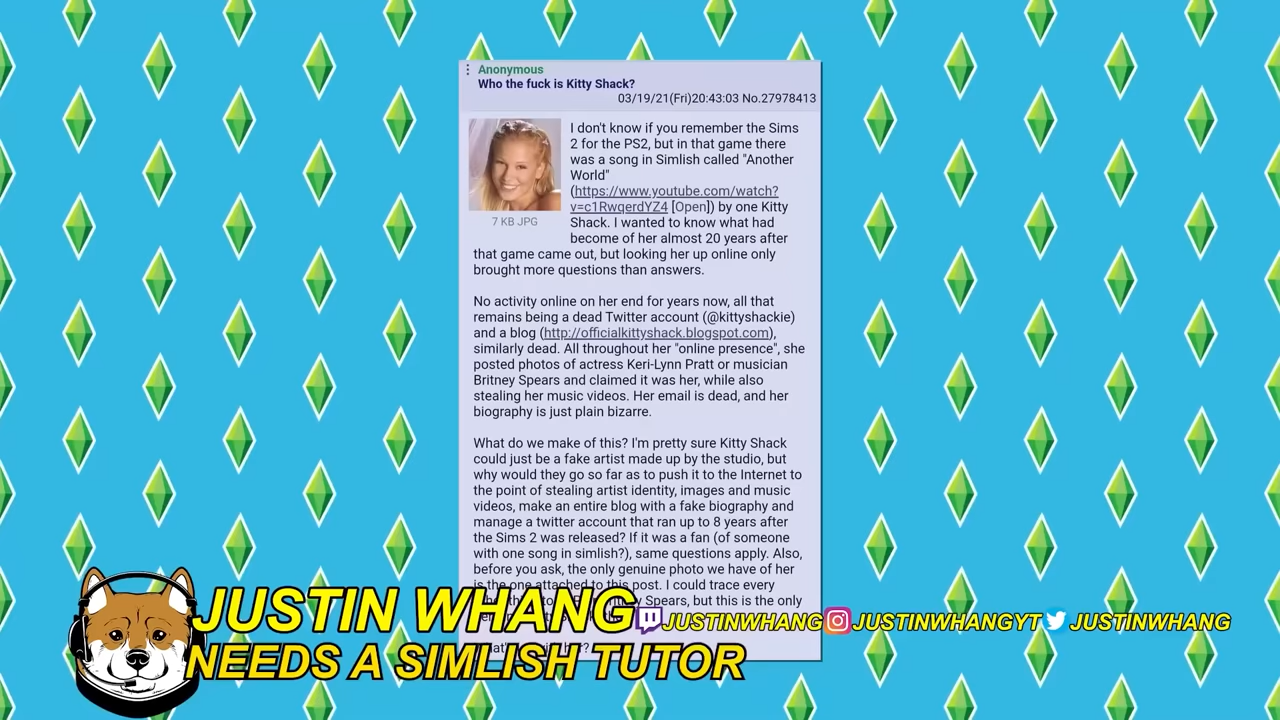 Anonymous
Who the fuck is Kitty Shack?
03/19/21(Fri)20:43:03 No.27978413
I don't know if you remember the Sims
2 for the PS2, but in that game there
was a song in Simlish called "Another
World"
(https://www.youtube.com/watch?
v=c1RwqerdYZ4 [Open]) by one Kitty
Shack. I wanted to know what had
become of her almost 20 years after
that game came out, but looking her up online only
brought more questions than answers.
7 KB JPG
No activity online on her end for years now, all that
remains being a dead Twitter account (@kittyshackie)
and a blog (http://officialkittyshack.blogspot.com),
similarly dead. All throughout her "online presence", she
posted photos of actress Keri-Lynn Pratt or musician
Britney Spears and claimed it was her, while also
stealing her music videos. Her email is dead, and her
biography is just plain bizarre.
What do we make of this? I'm pretty sure Kitty Shack
could just be a fake artist made up by the studio, but
why would they go so far as to push it to the Internet to
the point of stealing artist identity, images and music
videos, make an entire blog with a fake biography and
manage a twitter account that ran up to 8 years after
the Sims 2 was released? If it was a fan (of someone
with one song in simlish?), same questions apply. Also,
before you ask, the only genuine photo we have of her
is the one attached to this post. I could trace every
Spears, but this is the only
JUSTIN WHANG
JUSTINWHANG JUSTINWHANGYT JUSTINWHANG
NEEDS A SIMLISH TUTOR